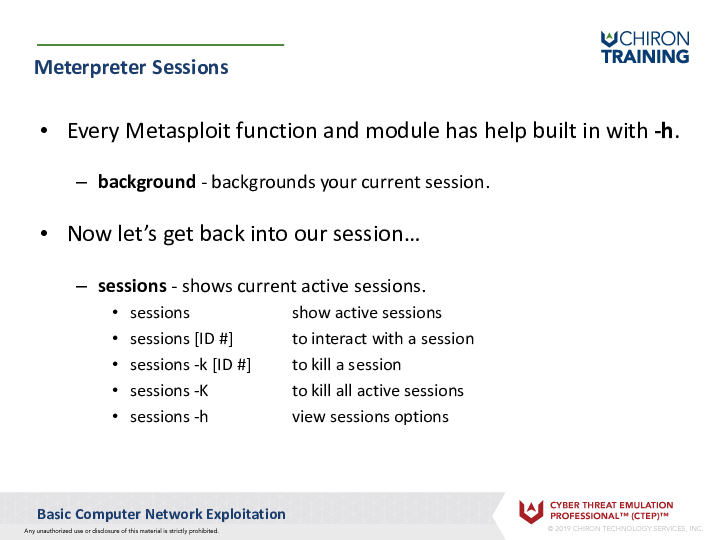 CHIRON
TRAINING
Meterpreter Sessions
• Every Metasploit function and module has help built in with -h.
– background - backgrounds your current session.
• Now let’s get back into our session…
– sessions - shows current active sessions.
• sessions show active sessions
• sessions [ID #] to interact with a session
• sessions -k [ID #] to kill a session
• sessions -K to kill all active sessions
• sessions -h view sessions options
Basic Computer Network Exploitation
Any unauthorized use or disclosure of this material is strictly prohibited.
CYBER THREAT EMULATION
PROFESSIONAL™ (CTEP)™
© 2019 CHIRON TECHNOLOGY SERVICES, INC.